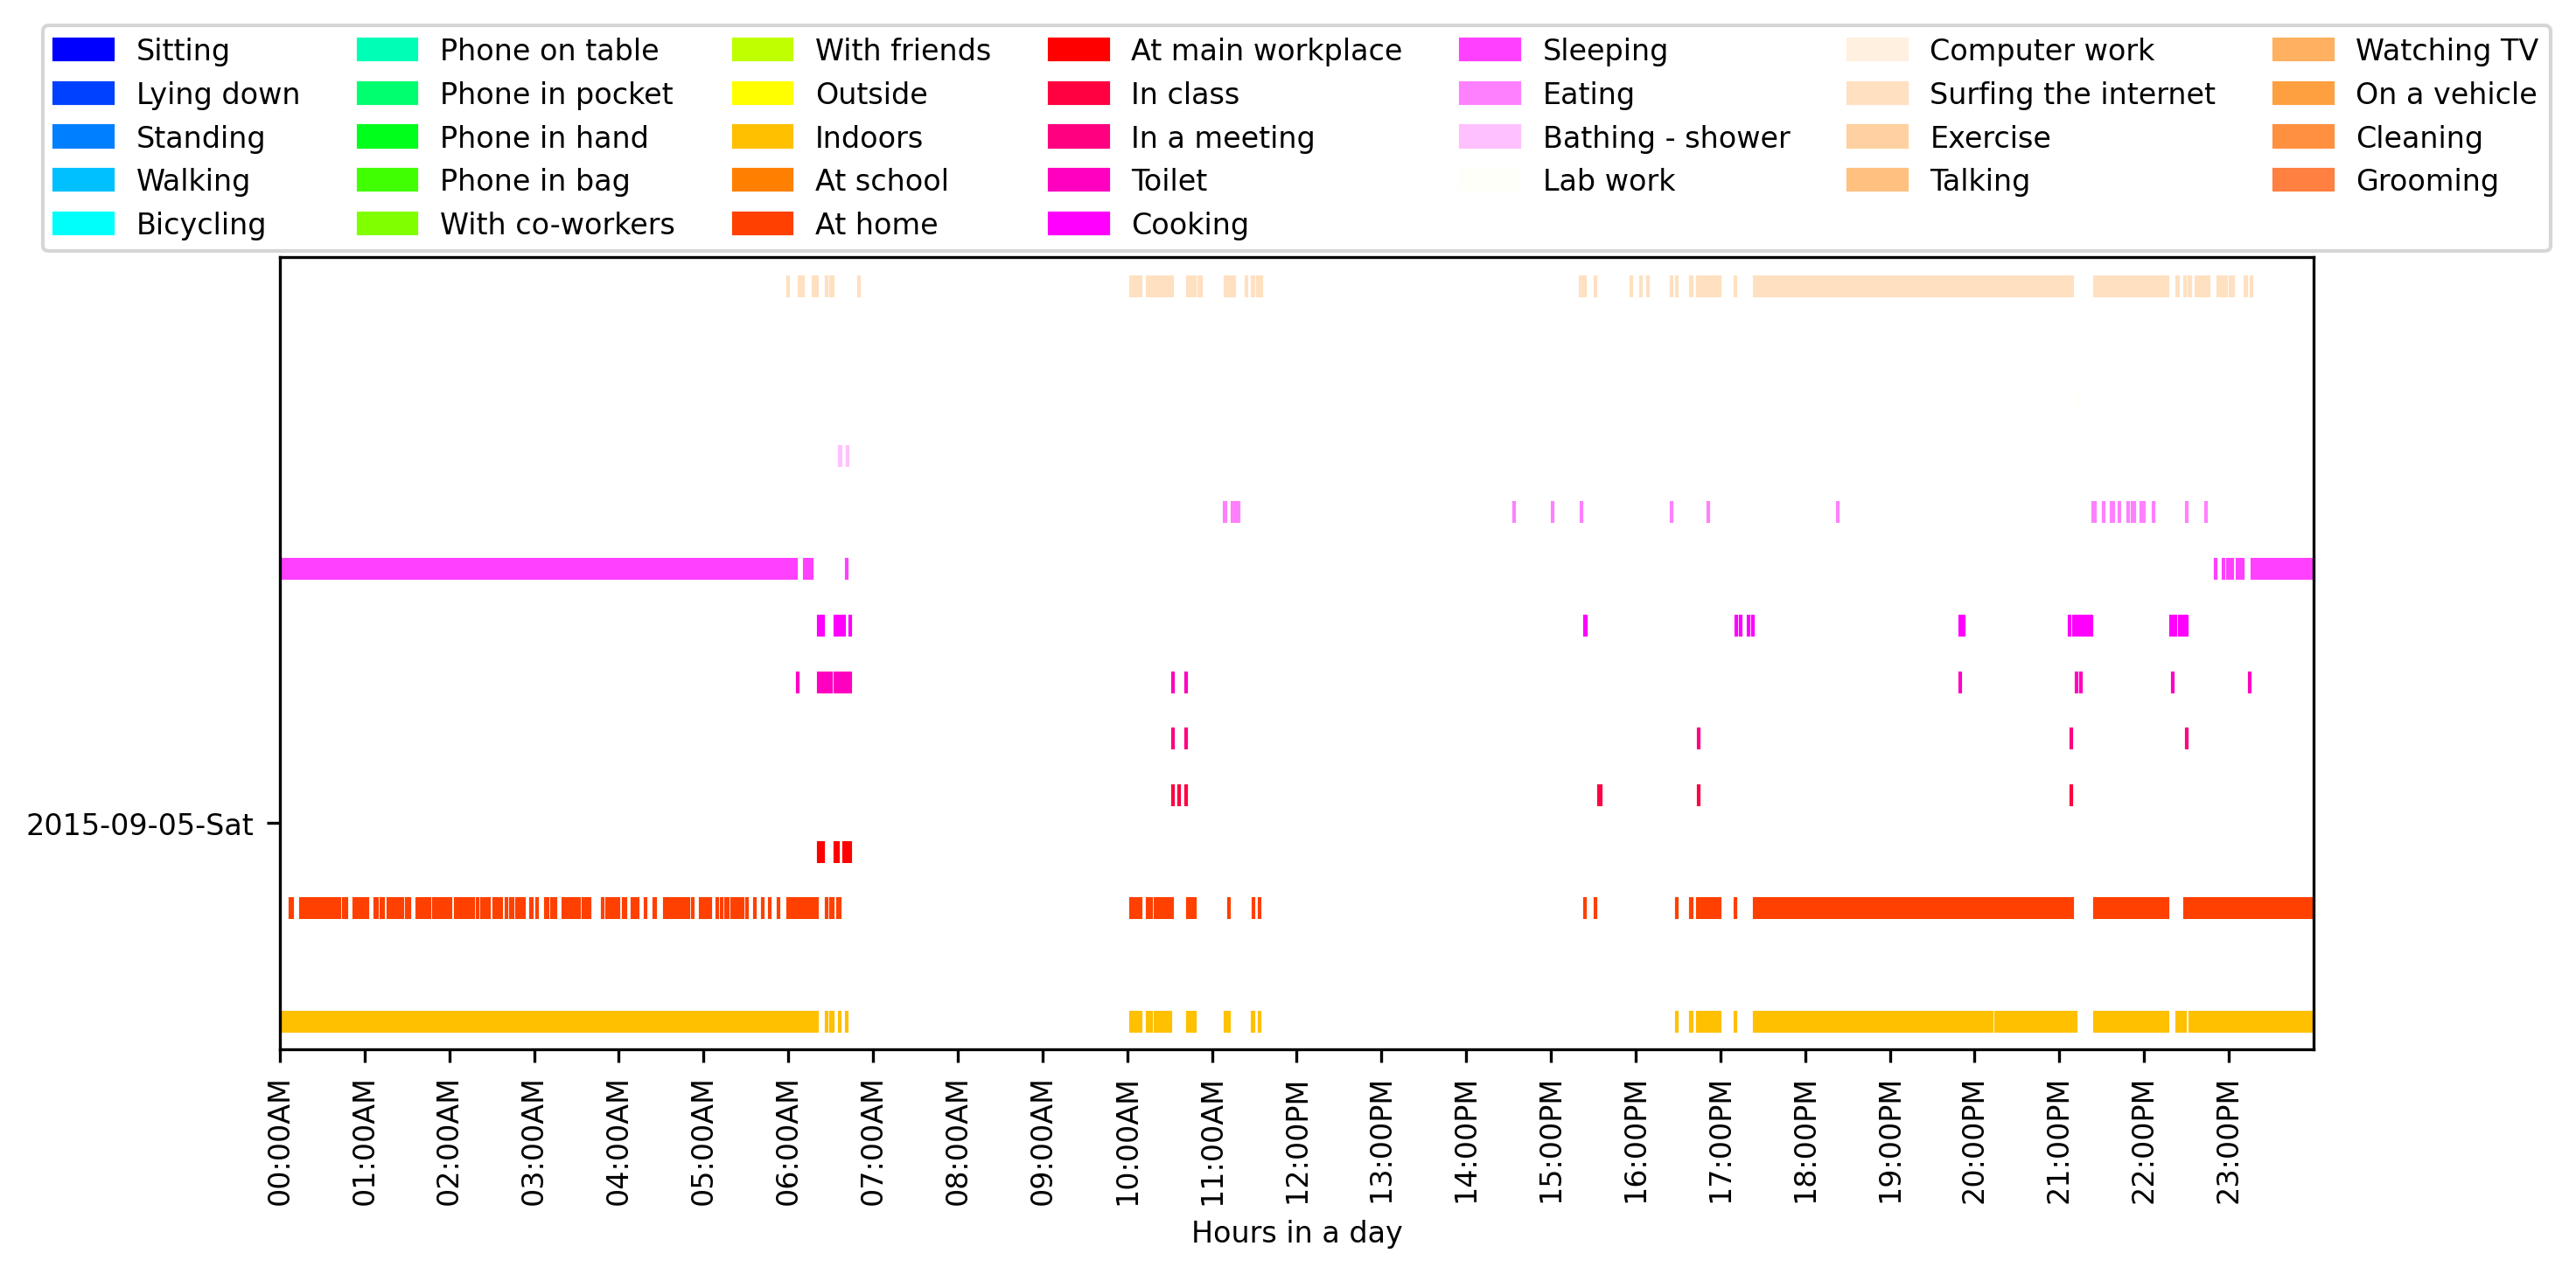 Sitting
Lying down
Standing
Walking
Bicycling
Phone on table
Phone in pocket
Phone in hand
Phone in bag
With co-workers
With friends
Outside
Indoors
At school
At home
At main workplace
In class
In a meeting
Toilet
Cooking
Sleeping
Eating
Bathing - shower
Lab work
Computer work
Surfing the internet
Exercise
Talking
Watching TV
On a vehicle
Cleaning
Grooming
2015-09-05-Sat
00:00AM
01:00AM
02:00AM
03:00AM
04:00AM
05:00AM
06:00AM
07:00AM
08:00AM
09:00AM
10:00AM
11:00AM
12:00PM
13:00PM
14:00PM
15:00PM
16:00PM
17:00PM
18:00PM
19:00PM
20:00PM
21:00PM
22:00PM
23:00PM
Hours in a day